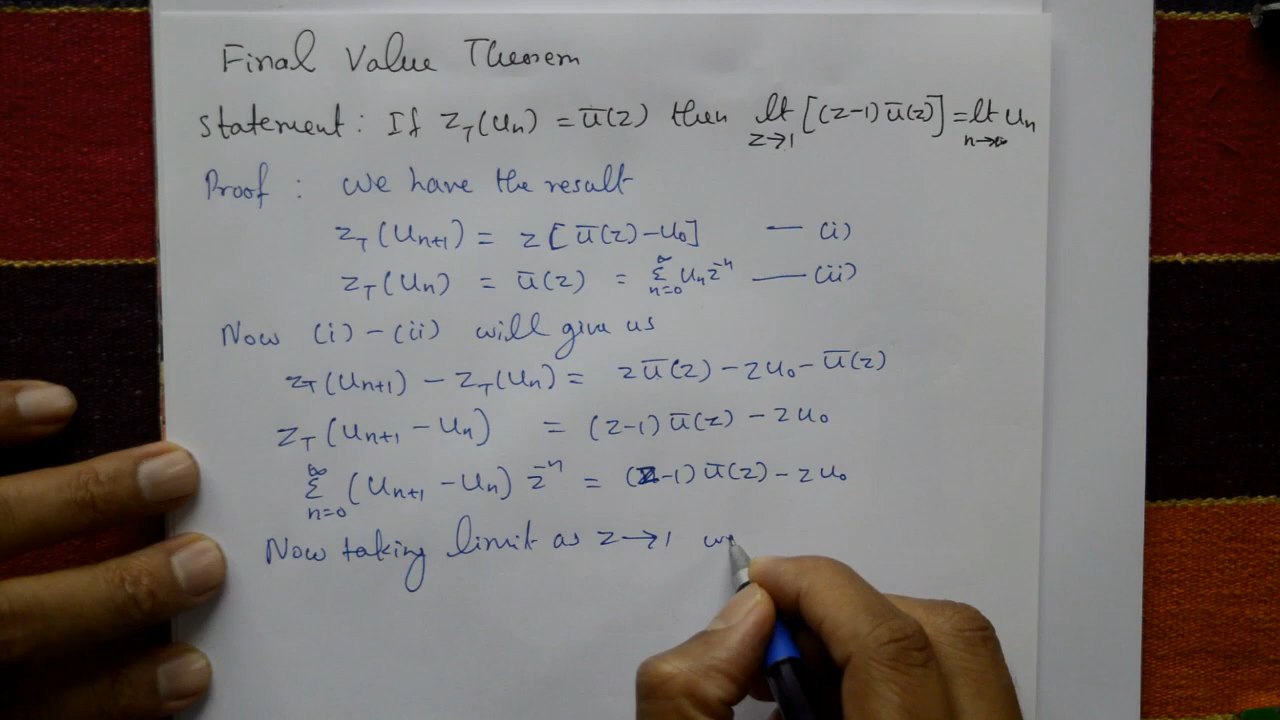 Final Value Theorem
Statement: If Z_T(u_n) = ū(z) then lt_{z→1} [(z-1) ū(z)] = lt_{n→∞} u_n
Proof : We have the result
Z_T(u_{n+1}) = z[ū(z) - u_0] — (i)
Z_T(u_n) = ū(z) = Σ_{n=0}^{∞} u_n z^{-n} — (ii)
Now (i) - (ii) will give us
Z_T(u_{n+1}) - Z_T(u_n) = z ū(z) - z u_0 - ū(z)
Z_T(u_{n+1} - u_n) = (z-1) ū(z) - z u_0
Σ_{n=0}^{∞} (u_{n+1} - u_n) z^{-n} = (z-1) ū(z) - z u_0
Now taking limit as z→1